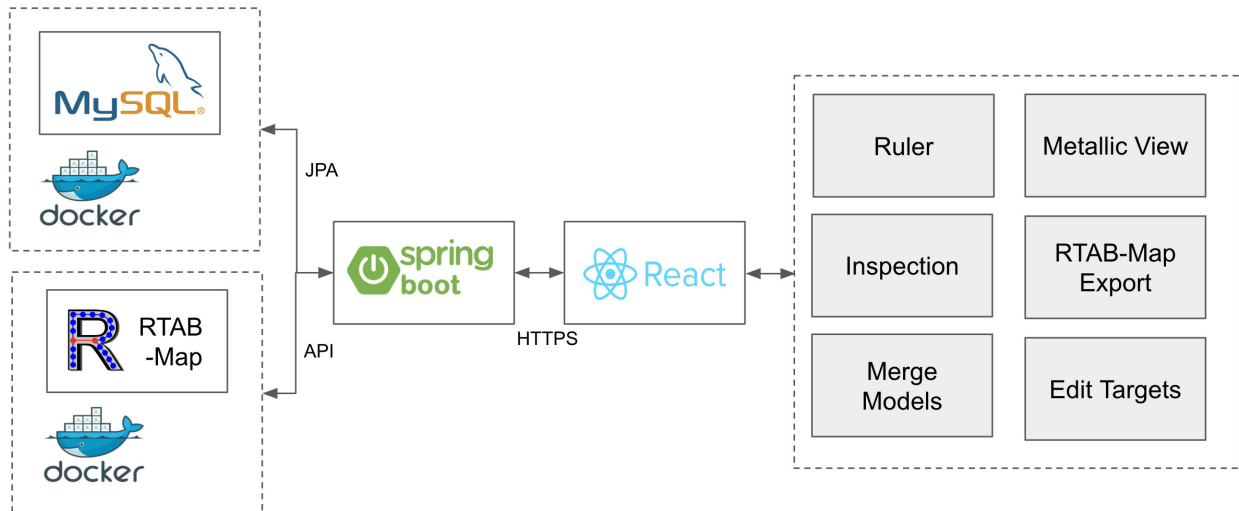 MySQL®
docker
JPA
spring
boot
React
HTTPS
RTAB
-Map
API
docker
Ruler
Metallic View
Inspection
RTAB-Map
Export
Merge
Models
Edit Targets